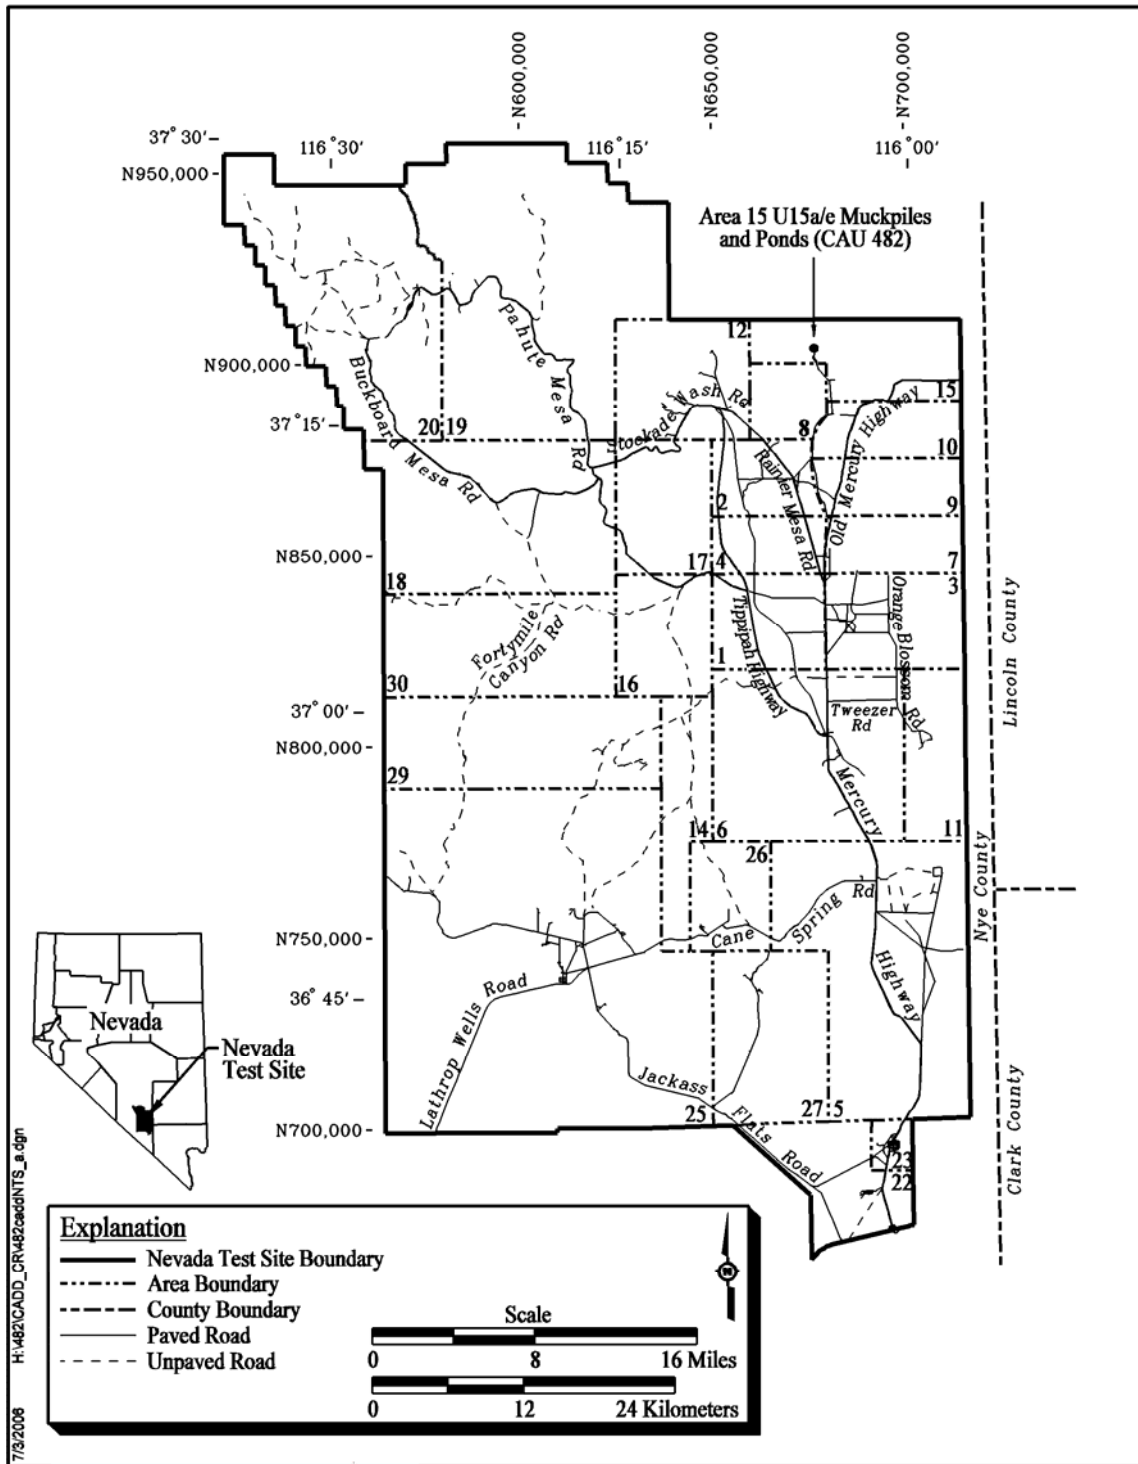 N600,000
N650,000
N700,000
37° 30'
116° 30'
116° 15'
116° 00'
N950,000
Area 15 U15a/e Muckpiles
and Ponds (CAU 482)
12
Pahute Mesa Rd
N900,000
Buckboard Mesa Rd
Stockade Wash Rd
15
37° 15'
20
19
8
Old Mercury Highway
10
Rainier Mesa Rd
2
9
N850,000
17
4
7
3
18
Orange Blossom Rd
Tippipah Highway
Fortymile
Canyon Rd
Lincoln County
1
30
16
37° 00'
Tweezer
Rd
N800,000
29
Mercury
Highway
14
6
11
26
Nye County
Cane Spring Rd
N750,000
36° 45'
Lathrop Wells Road
Nevada
Nevada
Test Site
Jackass Flats Road
Clark County
25
27
5
N700,000
23
22
Explanation
Nevada Test Site Boundary
Area Boundary
County Boundary
Paved Road
Unpaved Road
N
Scale
0
8
16 Miles
0
12
24 Kilometers
7/3/2006
H:\482\CADD_CR\482caddNTS_a.dgn